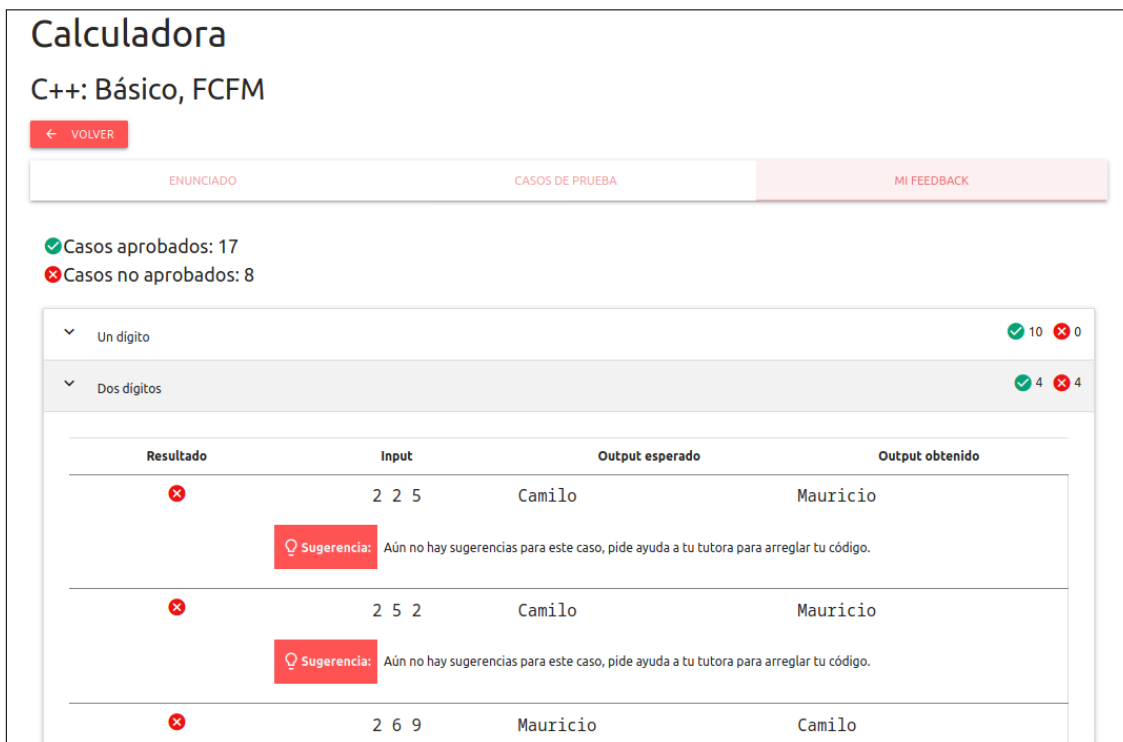 Calculadora
C++: Básico, FCFM
VOLVER
ENUNCIADO CASOS DE PRUEBA MI FEEDBACK
Casos aprobados: 17
Casos no aprobados: 8
Un dígito 10 0
Dos dígitos 4 4
Resultado Input Output esperado Output obtenido
2 2 5 Camilo Mauricio
Sugerencia: Aún no hay sugerencias para este caso, pide ayuda a tu tutora para arreglar tu código.
2 5 2 Camilo Mauricio
Sugerencia: Aún no hay sugerencias para este caso, pide ayuda a tu tutora para arreglar tu código.
2 6 9 Mauricio Camilo